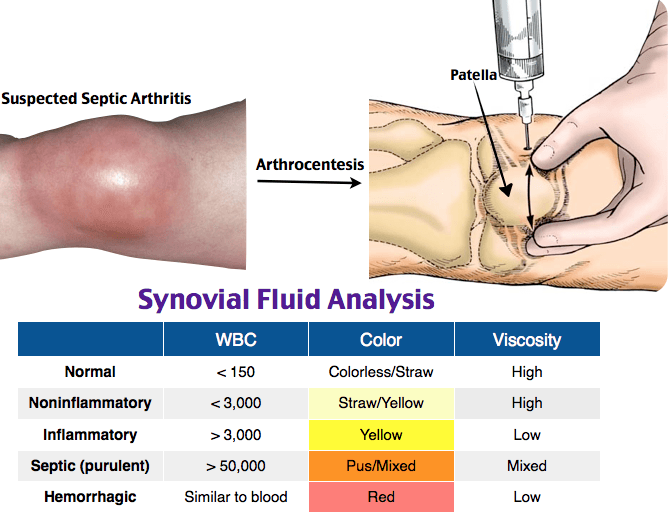 Patella
Suspected Septic Arthritis
Arthrocentesis
Synovial Fluid Analysis
WBC Color Viscosity
Normal < 150 Colorless/Straw High
Noninflammatory < 3,000 Straw/Yellow High
Inflammatory > 3,000 Yellow Low
Septic (purulent) > 50,000 Pus/Mixed Mixed
Hemorrhagic Similar to blood Red Low